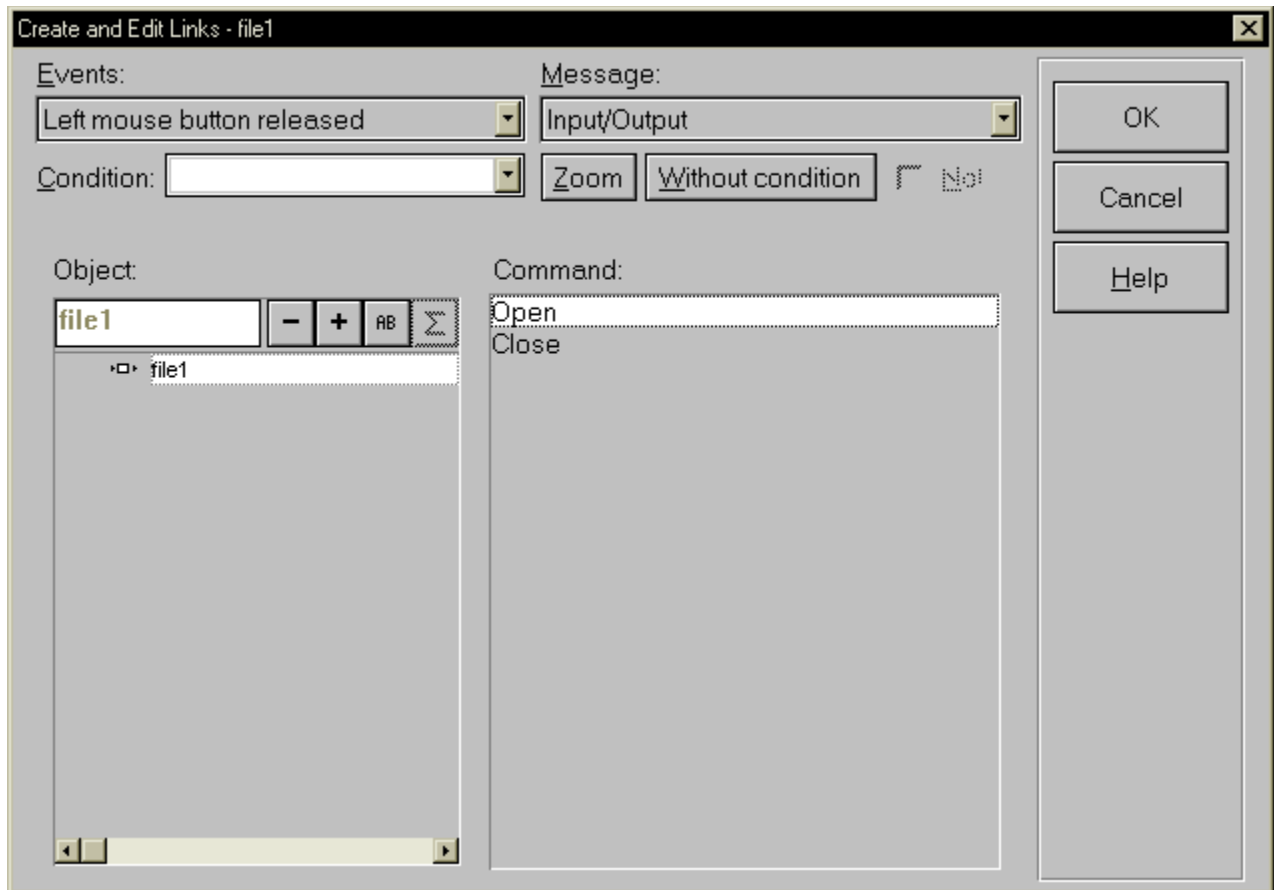 Create and Edit Links - file1
Events:
Message:
Left mouse button released
Input/Output
OK
Condition:
Zoom
Without condition
Not
Cancel
Object:
Command:
Help
file1
- + AB Σ
Open
file1
Close